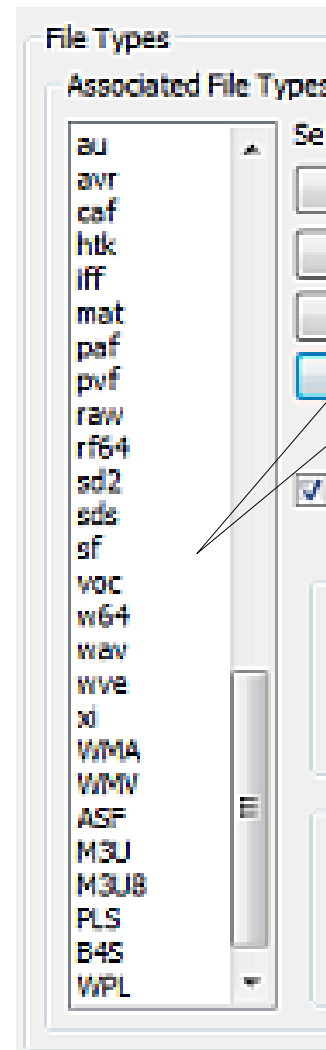 File Types
Associated File Types
Se
au
avr
caf
htk
iff
mat
paf
pvf
raw
rf64
sd2
sds
sf
voc
w64
wav
wve
xi
WMA
WMV
ASF
M3U
M3U8
PLS
B4S
WPL